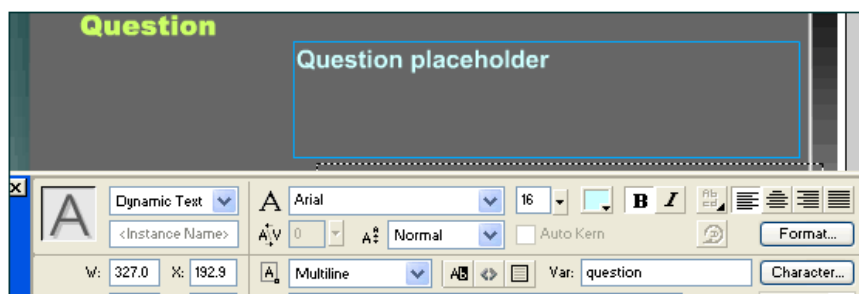 Question
Question placeholder
Dynamic Text A Arial 16 B I
<Instance Name> A V 0 A Normal Auto Kern Format...
W: 327.0 X: 192.9 A Multiline AB <> Var: question Character...